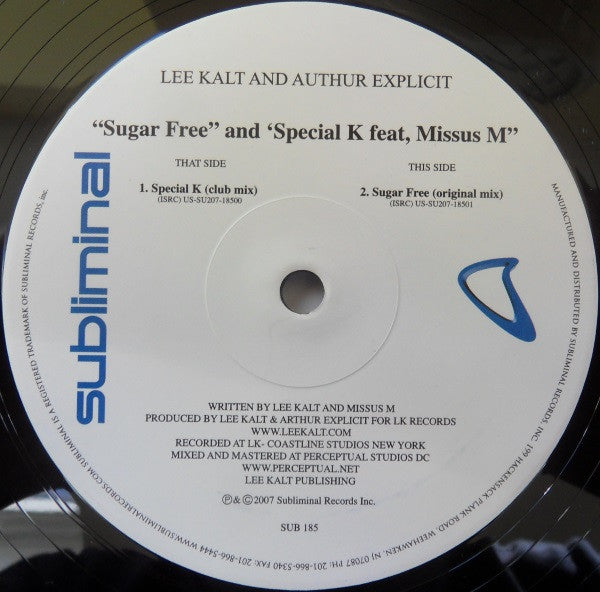 LEE KALT AND AUTHUR EXPLICIT
“Sugar Free” and ‘Special K feat, Missus M”
THAT SIDE
1. Special K (club mix)
(ISRC) US-SU207-18500
THIS SIDE
2. Sugar Free (original mix)
(ISRC) US-SU207-18501
subliminal
WRITTEN BY LEE KALT AND MISSUS M
PRODUCED BY LEE KALT & ARTHUR EXPLICIT FOR LK RECORDS
WWW.LEEKALT.COM
RECORDED AT LK- COASTLINE STUDIOS NEW YORK
MIXED AND MASTERED AT PERCEPTUAL STUDIOS DC
WWW.PERCEPTUAL.NET
LEE KALT PUBLISHING
℗& ©2007 Subliminal Records Inc.
SUB 185
MANUFACTURED AND DISTRIBUTED BY SUBLIMINAL RECORDS, INC. 199 HACKENSACK PLANK ROAD, WEEHAWKEN, NJ 07087 PH: 201-866-5340 FAX: 201-866-5444 WWW.SUBLIMINALRECORDS.COM SUBLIMINAL IS A REGISTERED TRADEMARK OF SUBLIMINAL RECORDS, inc.